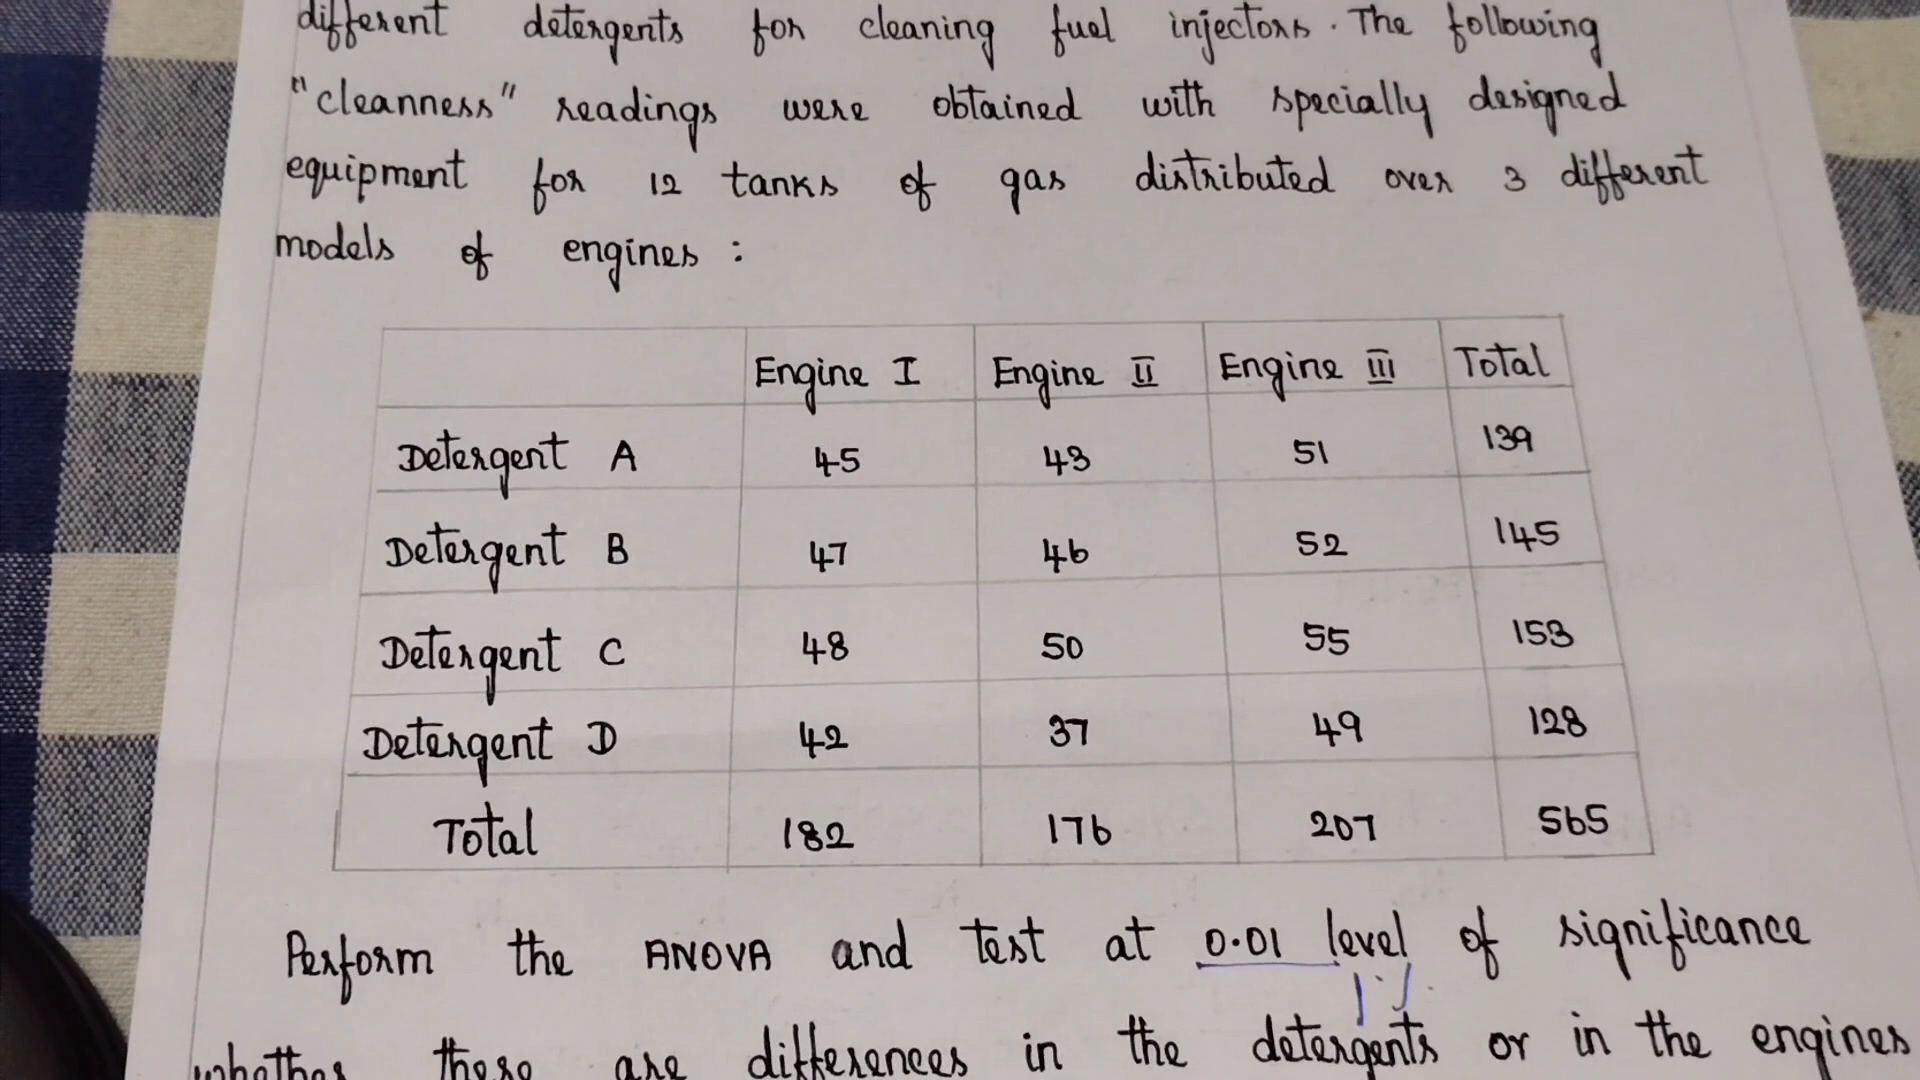 different detergents for cleaning fuel injectors. The following
"cleanness" readings were obtained with specially designed
equipment for 12 tanks of gas distributed over 3 different
models of engines :
Engine I Engine II Engine III Total
Detergent A 45 43 51 139
Detergent B 47 46 52 145
Detergent C 48 50 55 153
Detergent D 42 37 49 128
Total 182 176 207 565
Perform the ANOVA and test at 0.01 level of significance
whether there are differences in the detergents or in the engines